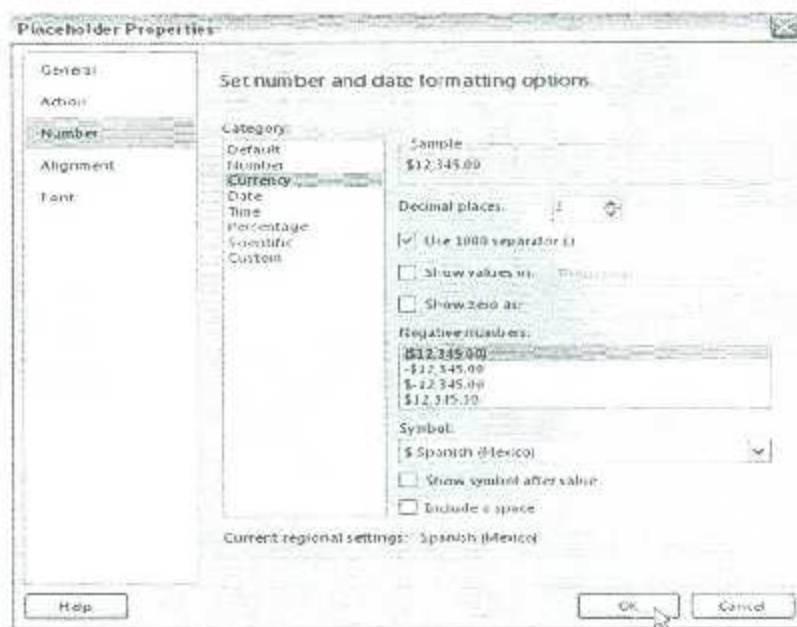 Placeholder Properties
General
Action
Number
Alignment
Font
Set number and date formatting options.
Category:
Default
Number
Currency
Date
Time
Percentage
Scientific
Custom
Sample
$12,345.00
Decimal places: 2
Use 1000 separator (,)
Show values in:
Show zero as:
Negative numbers:
($12,345.00)
-$12,345.00
$-12,345.00
$12,345.00-
Symbol:
$ Spanish (Mexico)
Show symbol after value
Include a space
Current regional settings: Spanish (Mexico)
Help
OK
Cancel